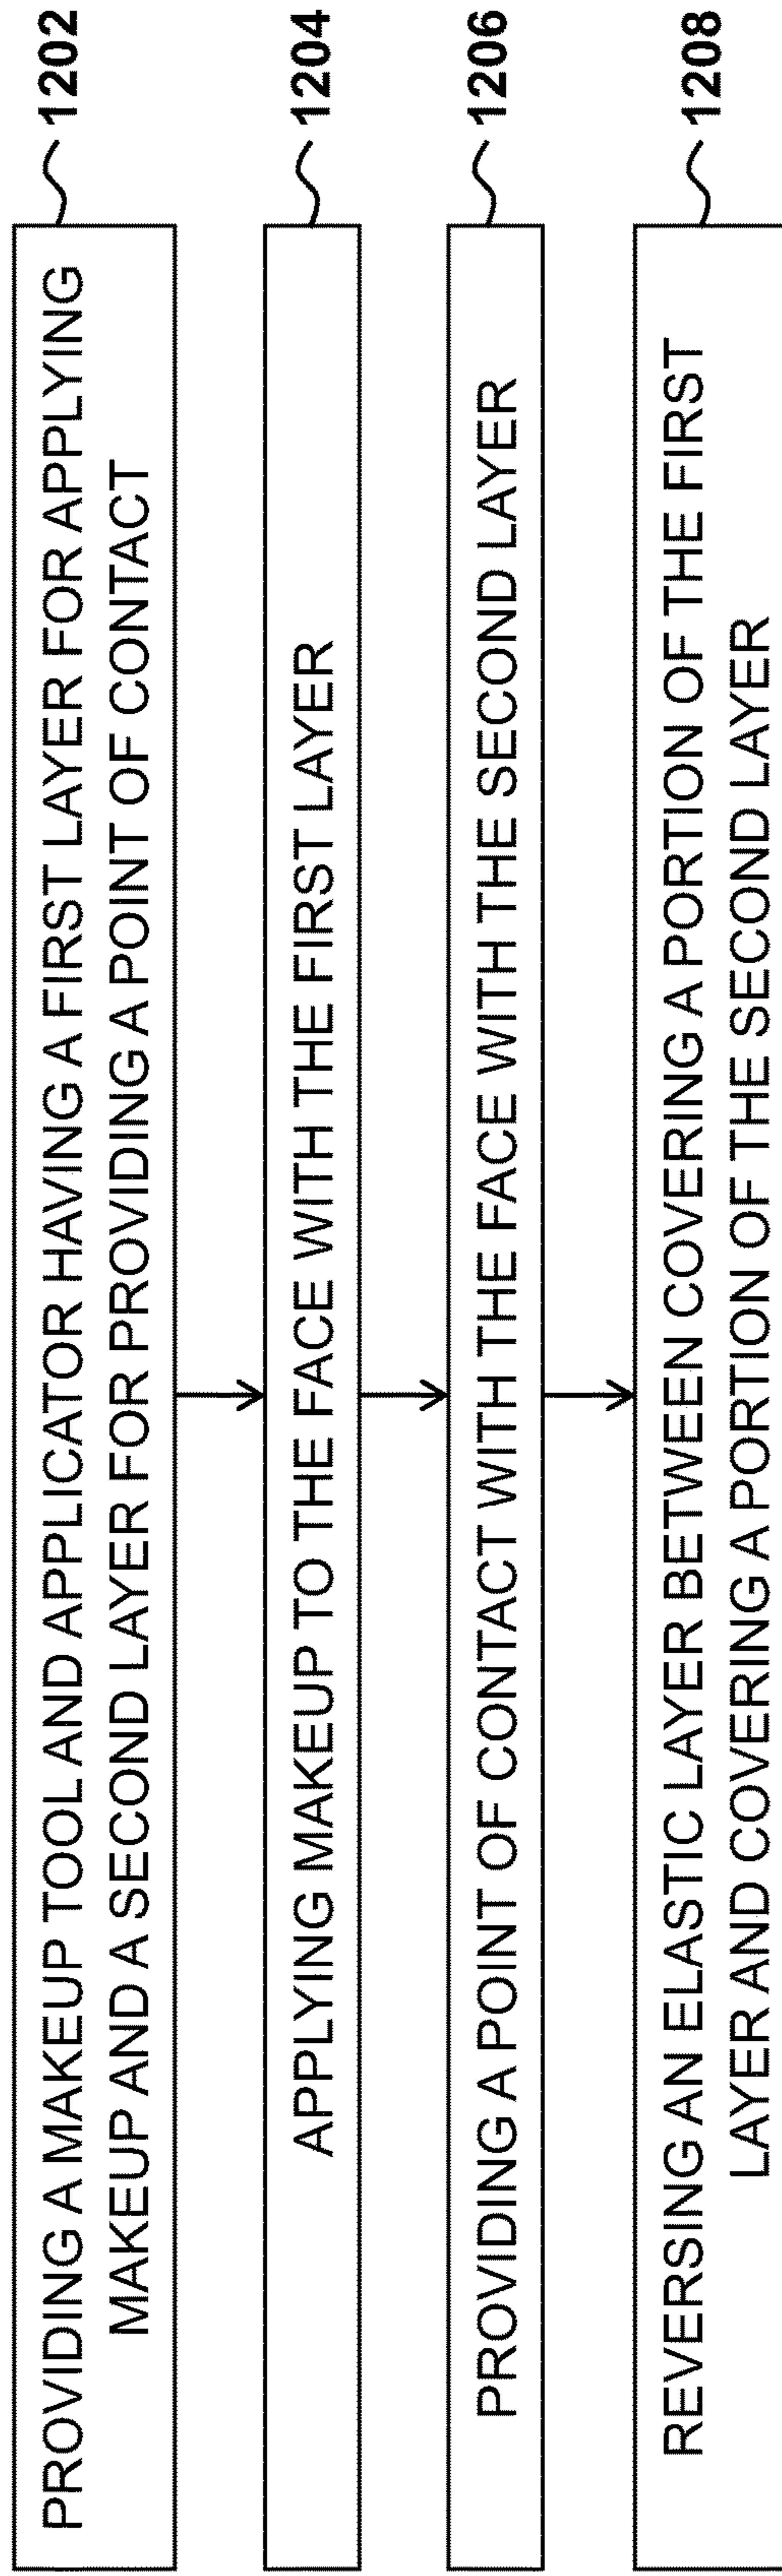 PROVIDING A MAKEUP TOOL AND APPLICATOR HAVING A FIRST LAYER FOR APPLYING
MAKEUP AND A SECOND LAYER FOR PROVIDING A POINT OF CONTACT
1202
APPLYING MAKEUP TO THE FACE WITH THE FIRST LAYER
1204
PROVIDING A POINT OF CONTACT WITH THE FACE WITH THE SECOND LAYER
1206
REVERSING AN ELASTIC LAYER BETWEEN COVERING A PORTION OF THE FIRST
LAYER AND COVERING A PORTION OF THE SECOND LAYER
1208